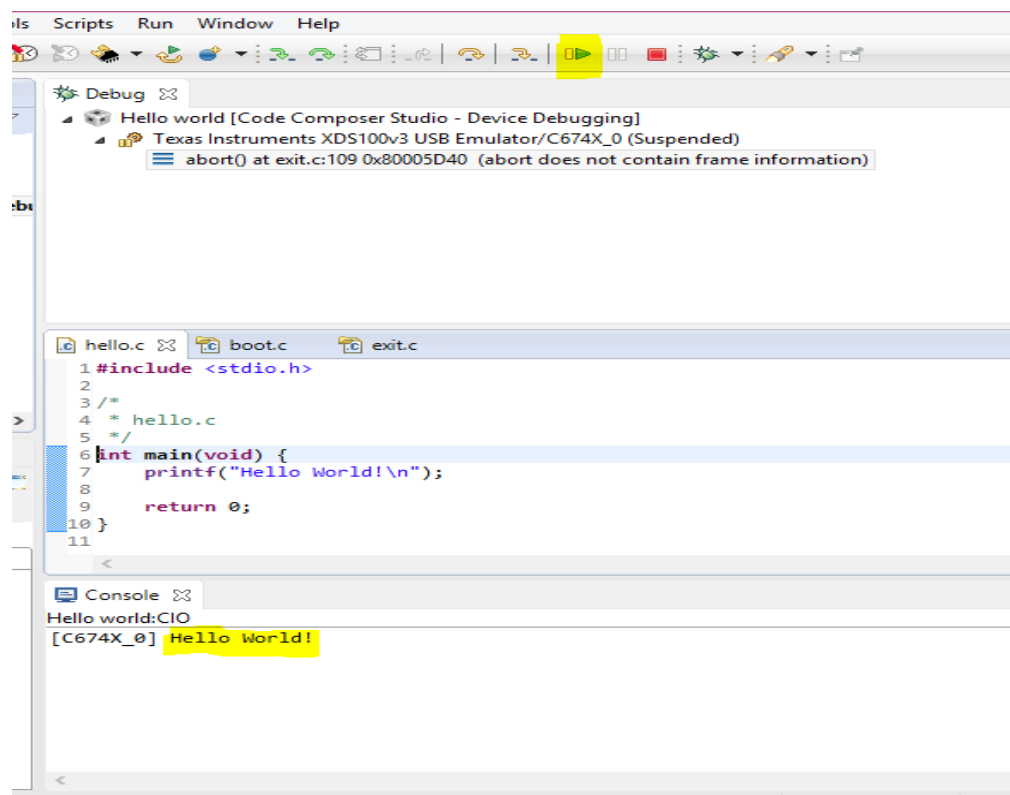 ols Scripts Run Window Help
Debug
Hello world [Code Composer Studio - Device Debugging]
Texas Instruments XDS100v3 USB Emulator/C674X_0 (Suspended)
abort() at exit.c:109 0x80005D40 (abort does not contain frame information)
ebu
hello.c boot.c exit.c
1 #include <stdio.h>
2
3 /*
4 * hello.c
5 */
6 int main(void) {
7 printf("Hello World!\n");
8
9 return 0;
10 }
11
Console
Hello world:CIO
[C674X_0] Hello World!